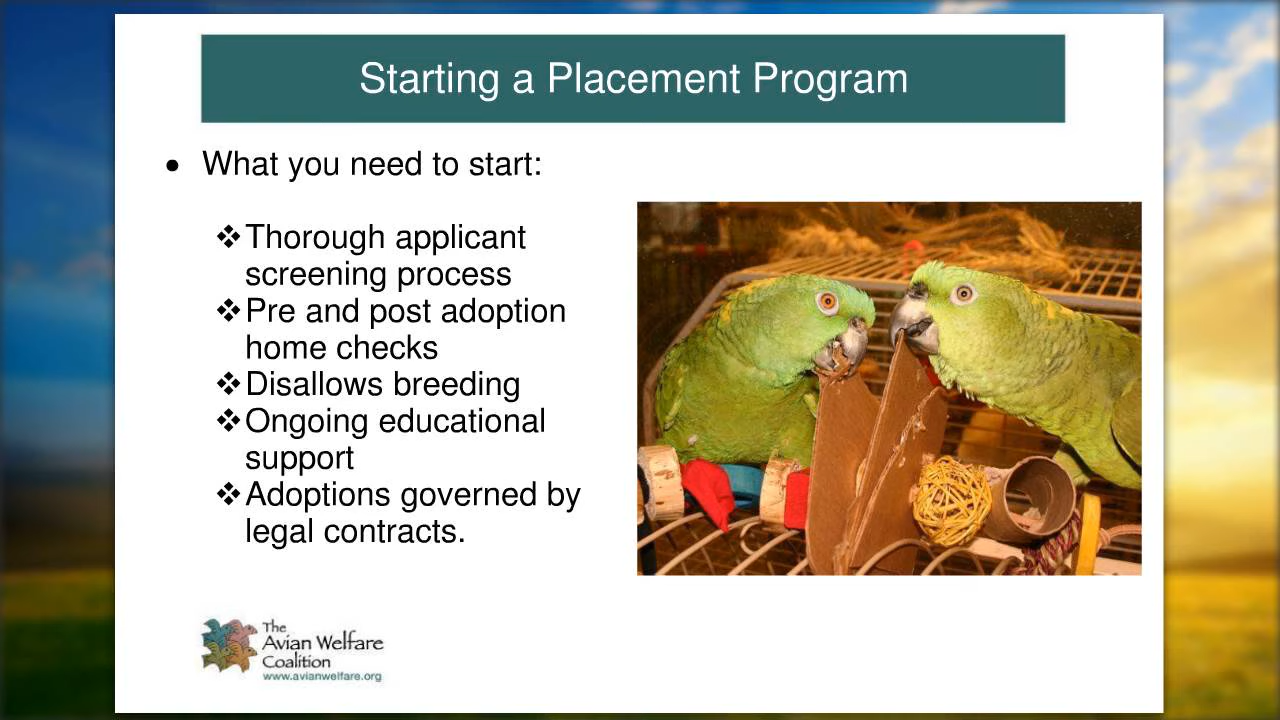 Starting a Placement Program
• What you need to start:
❖Thorough applicant
screening process
❖Pre and post adoption
home checks
❖Disallows breeding
❖Ongoing educational
support
❖Adoptions governed by
legal contracts.
The
Avian Welfare
Coalition
www.avianwelfare.org